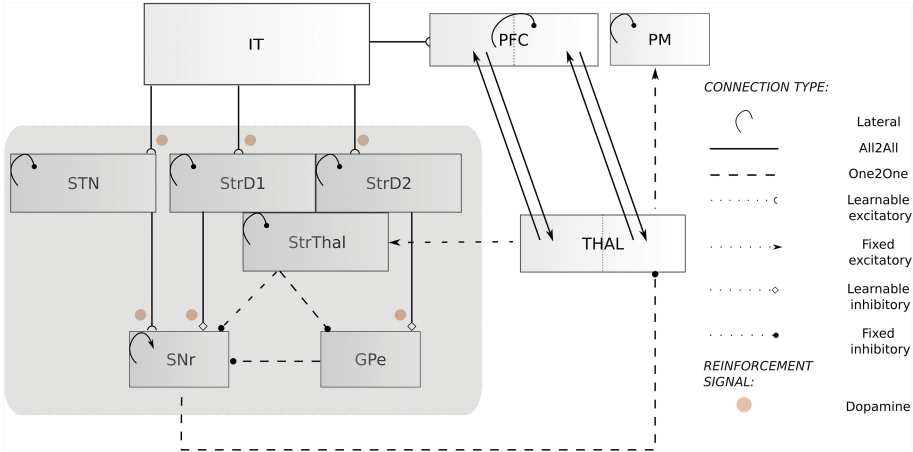 IT
PFC
PM
CONNECTION TYPE:
Lateral
All2All
One2One
Learnable
excitatory
Fixed
excitatory
Learnable
inhibitory
Fixed
inhibitory
REINFORCEMENT
SIGNAL:
Dopamine
STN
StrD1
StrD2
StrThal
THAL
SNr
GPe